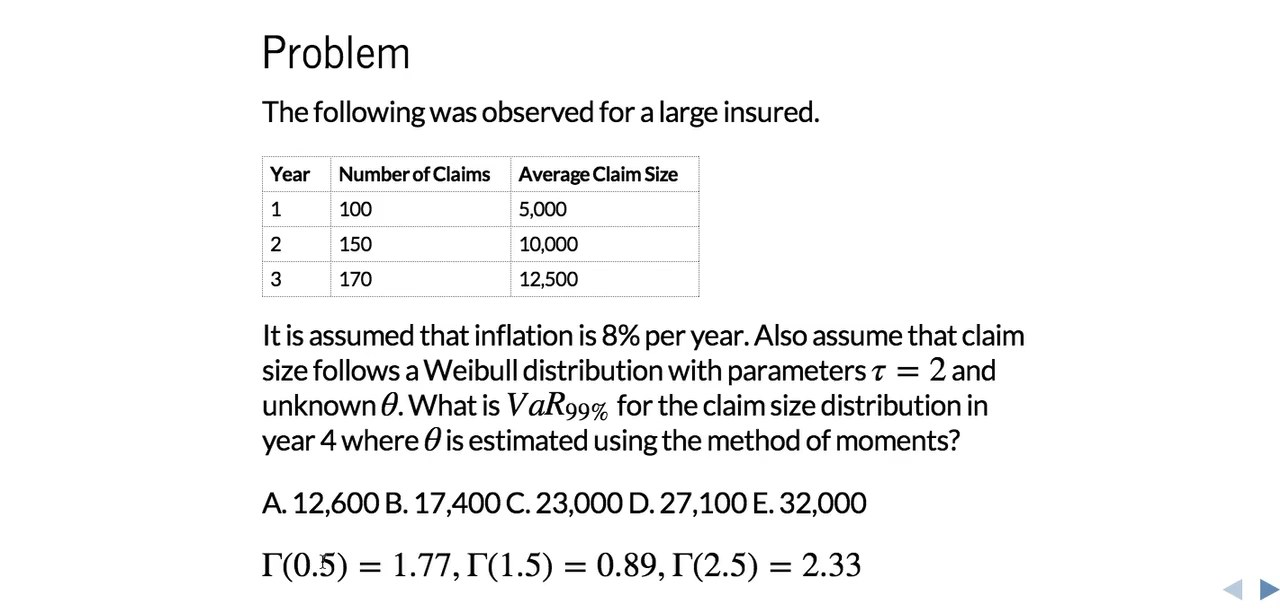 Problem
The following was observed for a large insured.
Year Number of Claims Average Claim Size
1 100 5,000
2 150 10,000
3 170 12,500
It is assumed that inflation is 8% per year. Also assume that claim
size follows a Weibull distribution with parameters τ = 2 and
unknown θ. What is VaR99% for the claim size distribution in
year 4 where θ is estimated using the method of moments?
A. 12,600 B. 17,400 C. 23,000 D. 27,100 E. 32,000
Γ(0.5) = 1.77, Γ(1.5) = 0.89, Γ(2.5) = 2.33